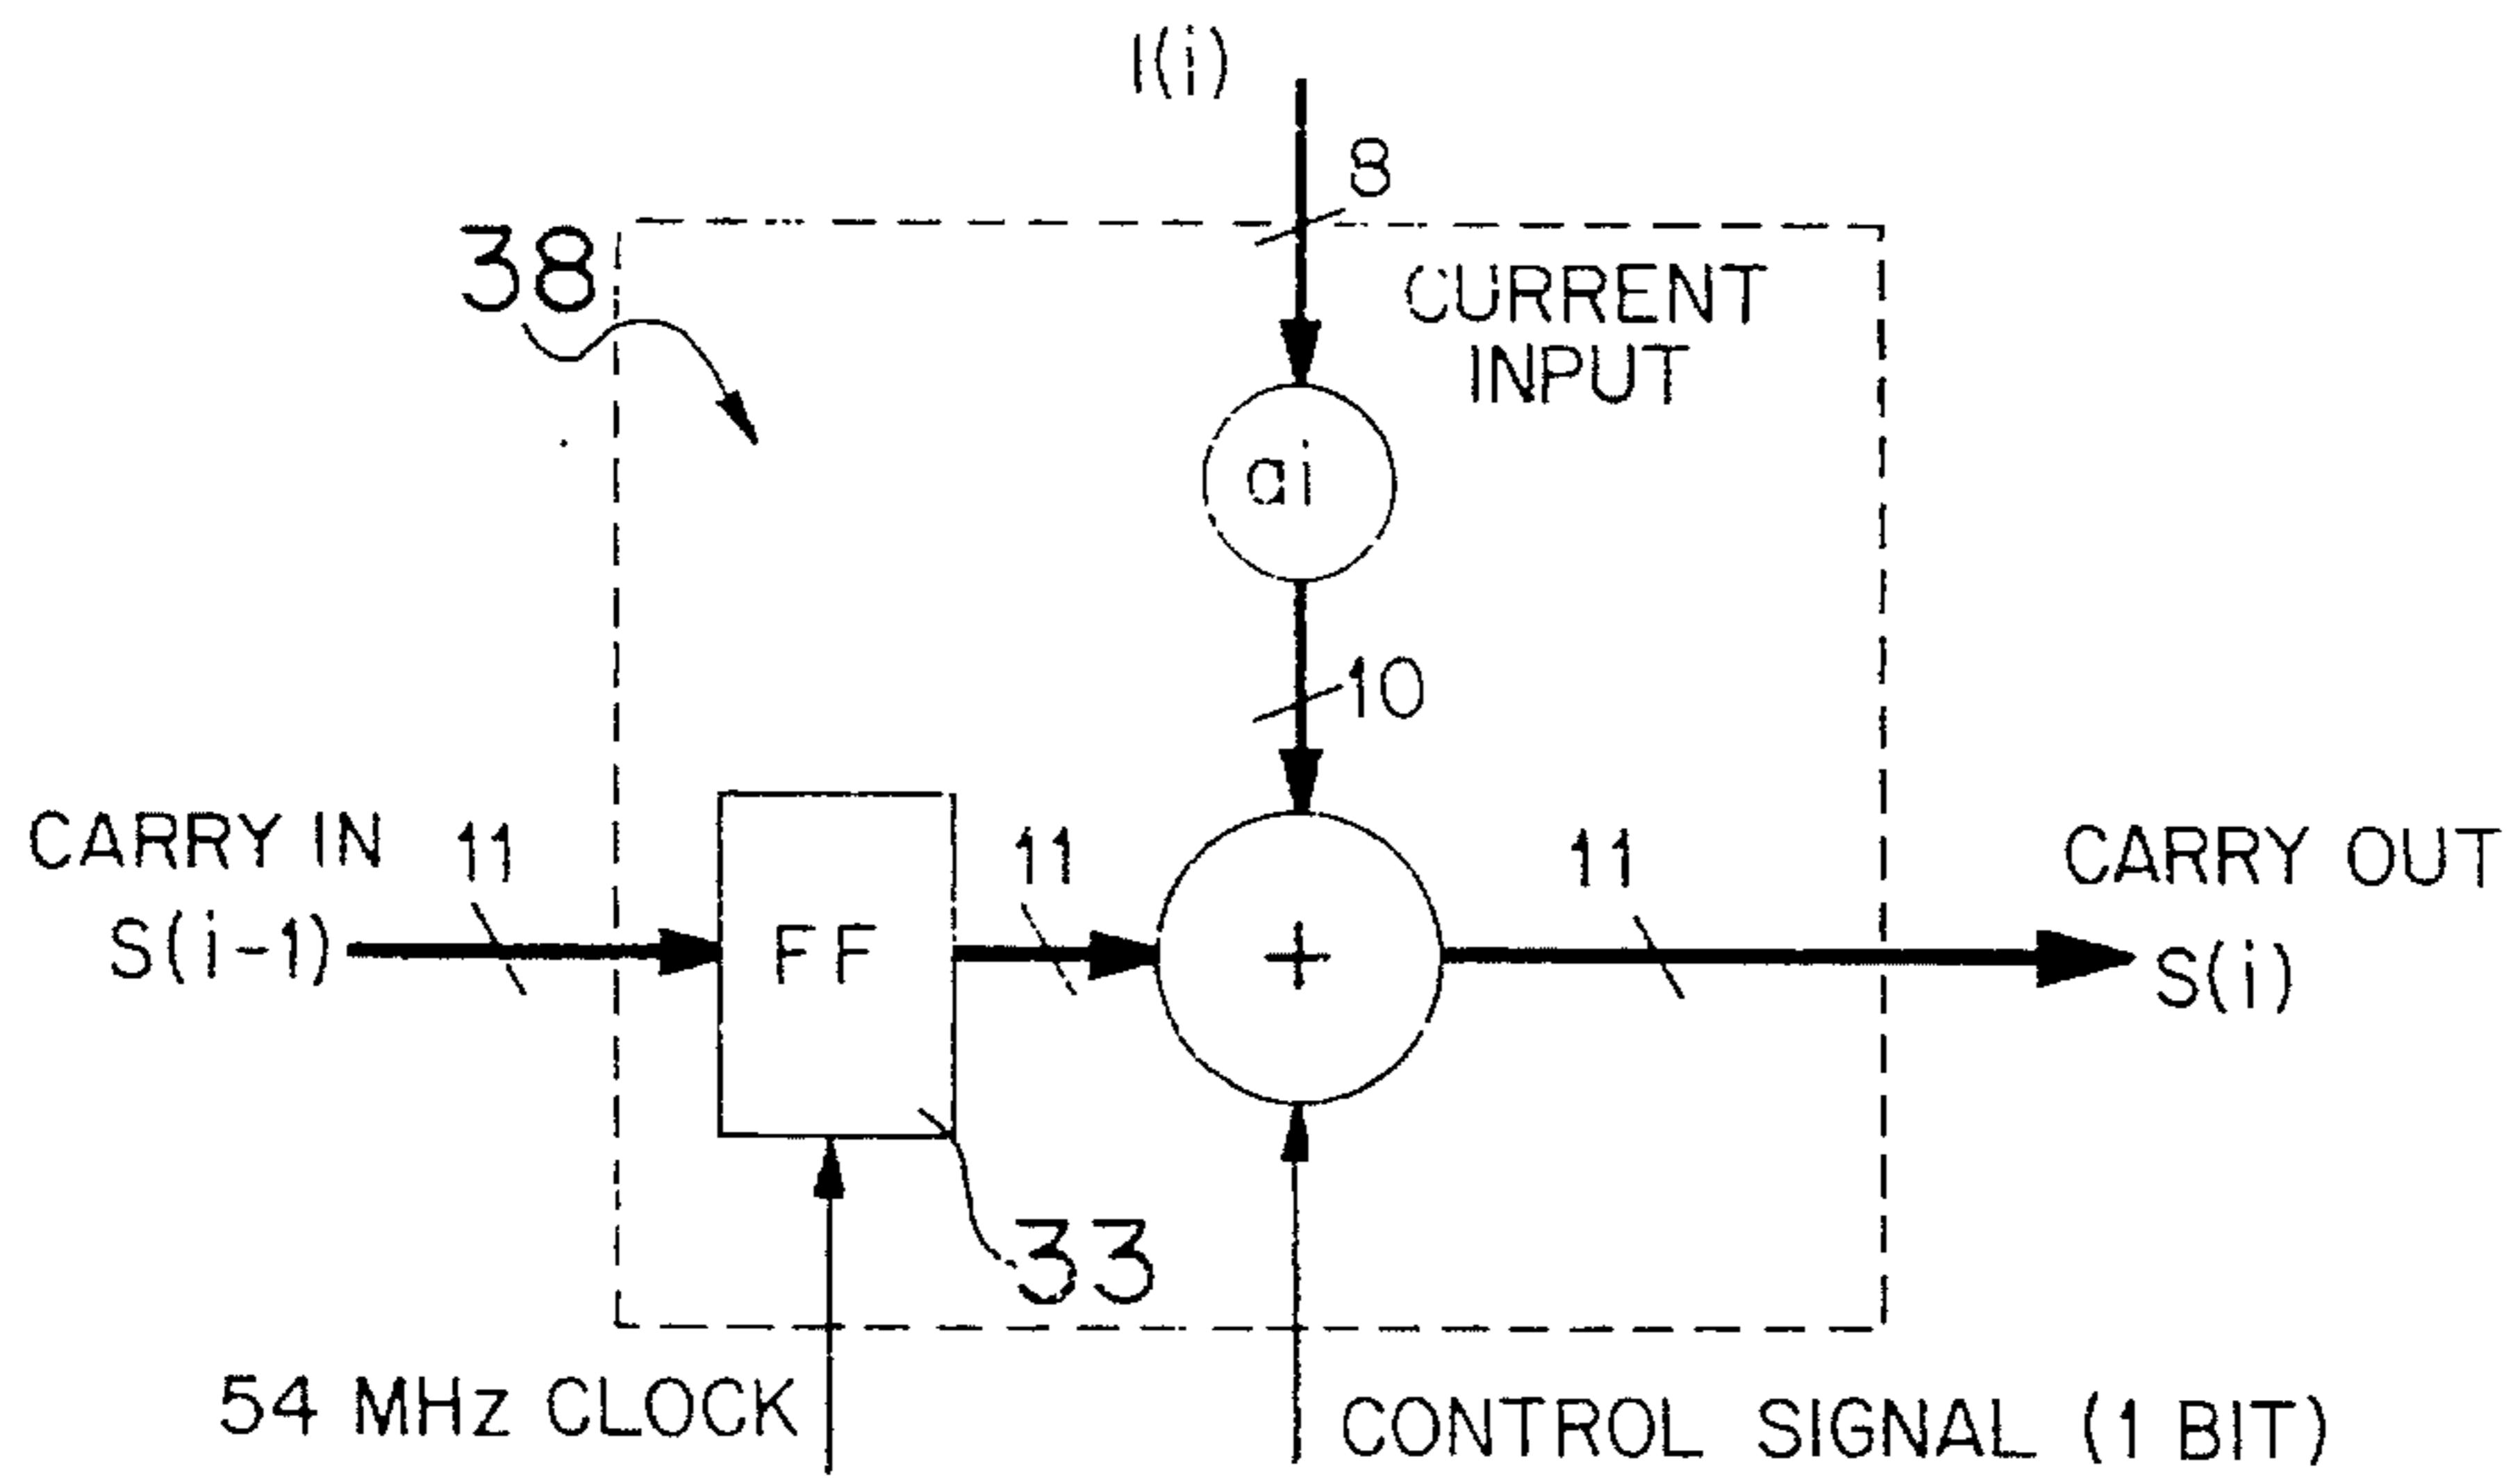 I(i)
8
38
CURRENT
INPUT
ai
10
CARRY IN
11
11
11
CARRY OUT
S(i-1)
FF
+
S(i)
33
54 MHz CLOCK
CONTROL SIGNAL (1 BIT)